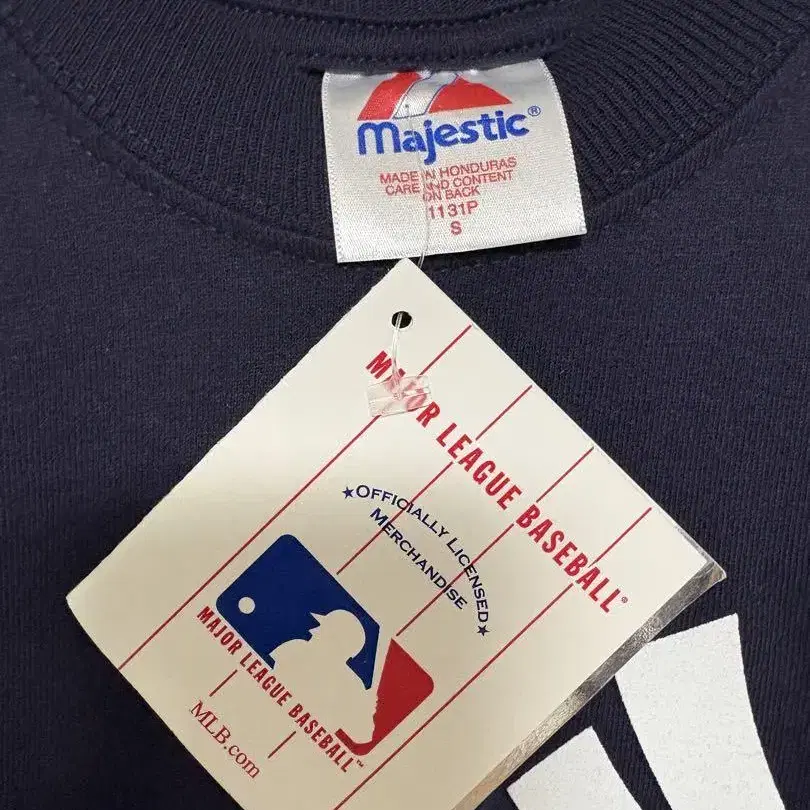 Majestic®
MADE IN HONDURAS
CARE AND CONTENT
ON BACK
1131P
S
MAJOR LEAGUE BASEBALL®
★OFFICIALLY LICENSED★
MERCHANDISE
MAJOR LEAGUE BASEBALL™
MLB.com